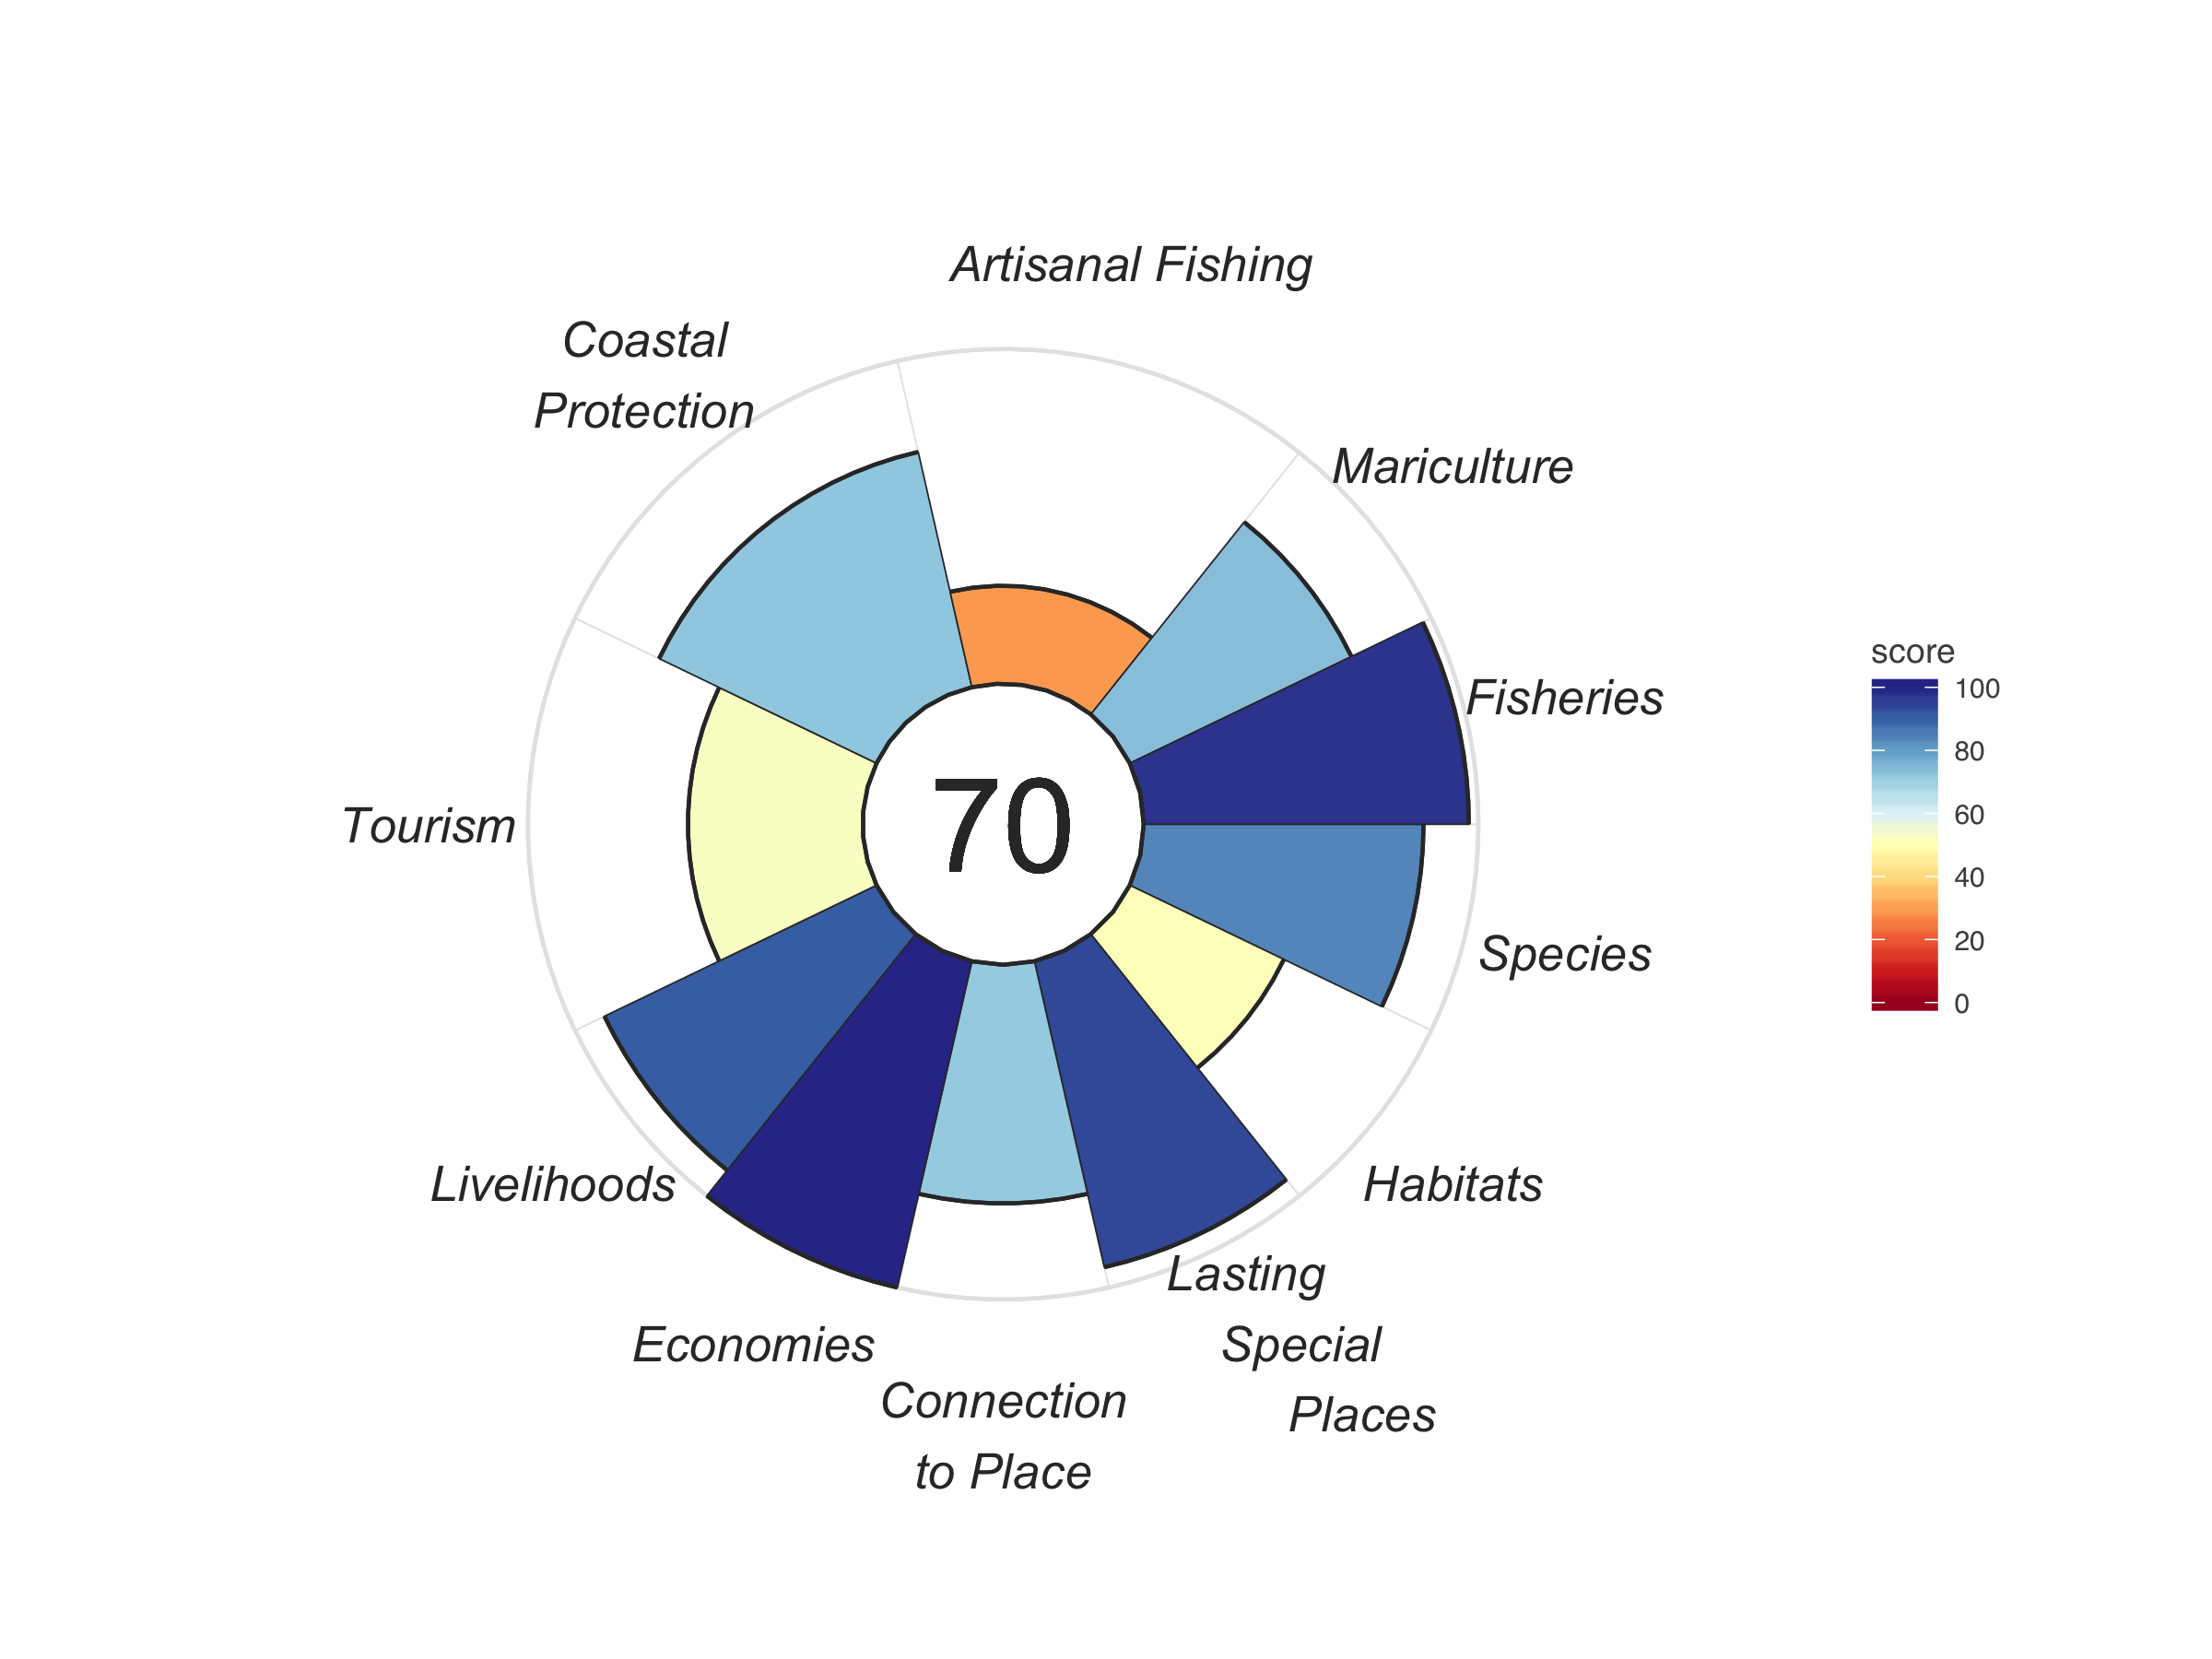 Artisanal Fishing
Coastal
Protection
Mariculture
Fisheries
Species
Habitats
Lasting
Special
Places
Connection
to Place
Economies
Livelihoods
Tourism
70
score
100
80
60
40
20
0